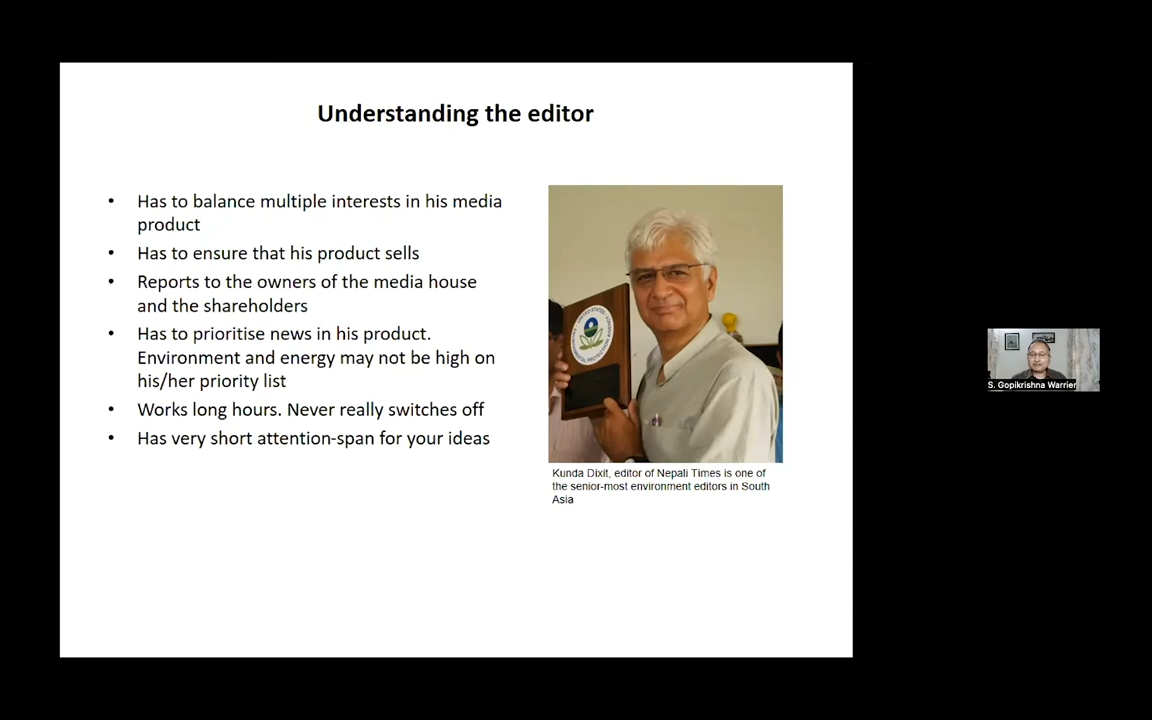 Understanding the editor
• Has to balance multiple interests in his media
product
• Has to ensure that his product sells
• Reports to the owners of the media house
and the shareholders
• Has to prioritise news in his product.
Environment and energy may not be high on
his/her priority list
• Works long hours. Never really switches off
• Has very short attention-span for your ideas
Kunda Dixit, editor of Nepali Times is one of
the senior-most environment editors in South
Asia
S. Gopikrishna Warrier